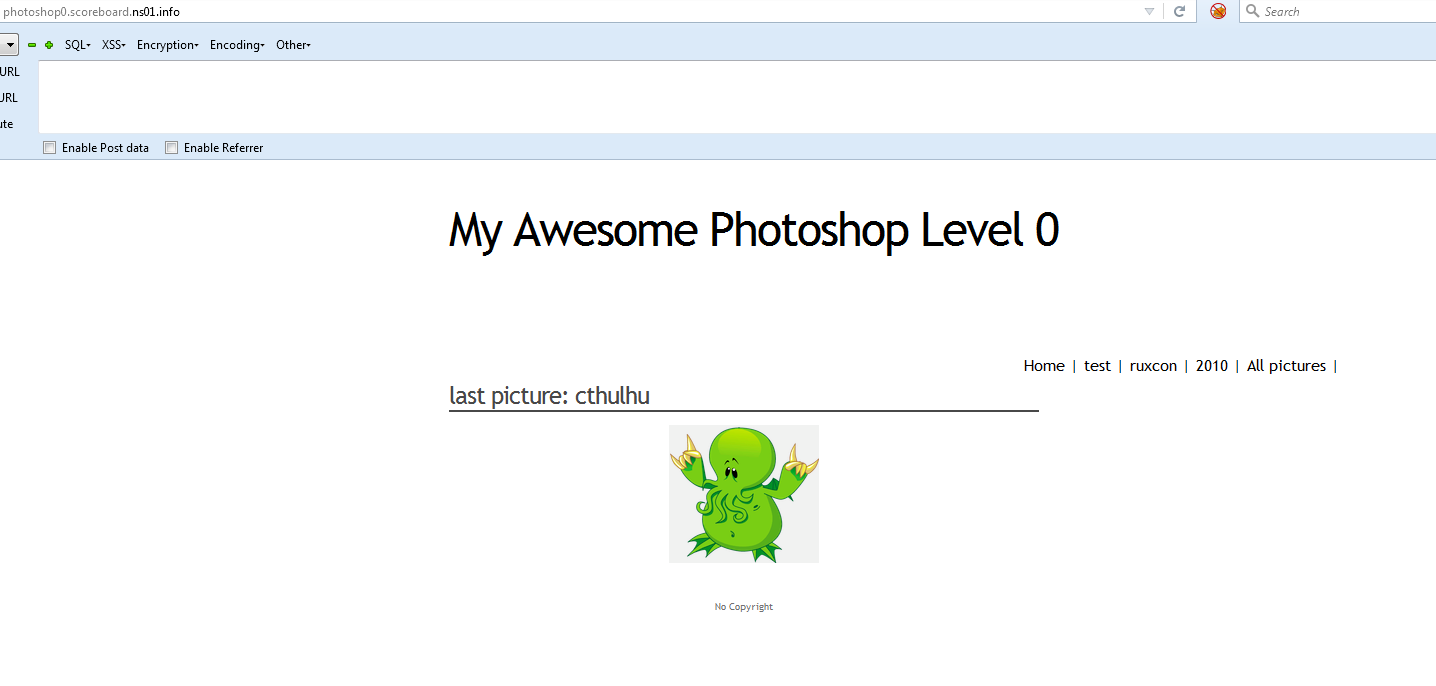 photoshop0.scoreboard.ns01.info Search
SQL XSS Encryption Encoding Other
URL
URL
ute
Enable Post data Enable Referrer
My Awesome Photoshop Level 0
Home | test | ruxcon | 2010 | All pictures |
last picture: cthulhu
No Copyright